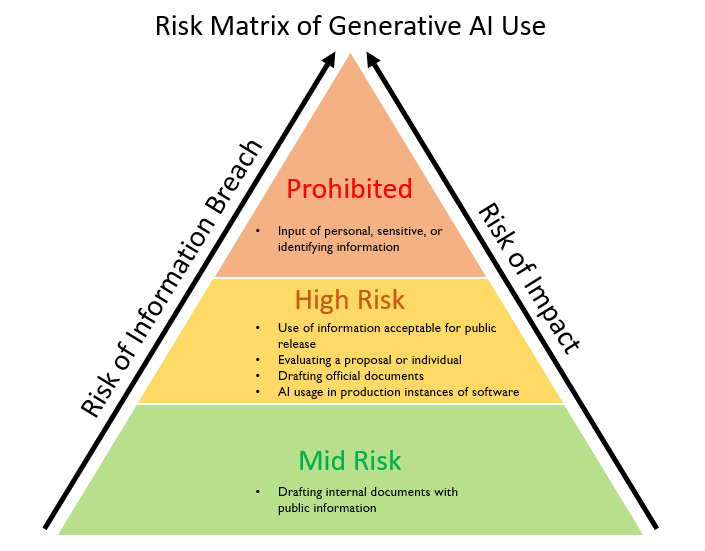 Risk Matrix of Generative AI Use
Risk of Information Breach
Risk of Impact
Prohibited
• Input of personal, sensitive, or
identifying information
High Risk
• Use of information acceptable for public
release
• Evaluating a proposal or individual
• Drafting official documents
• AI usage in production instances of software
Mid Risk
• Drafting internal documents with
public information